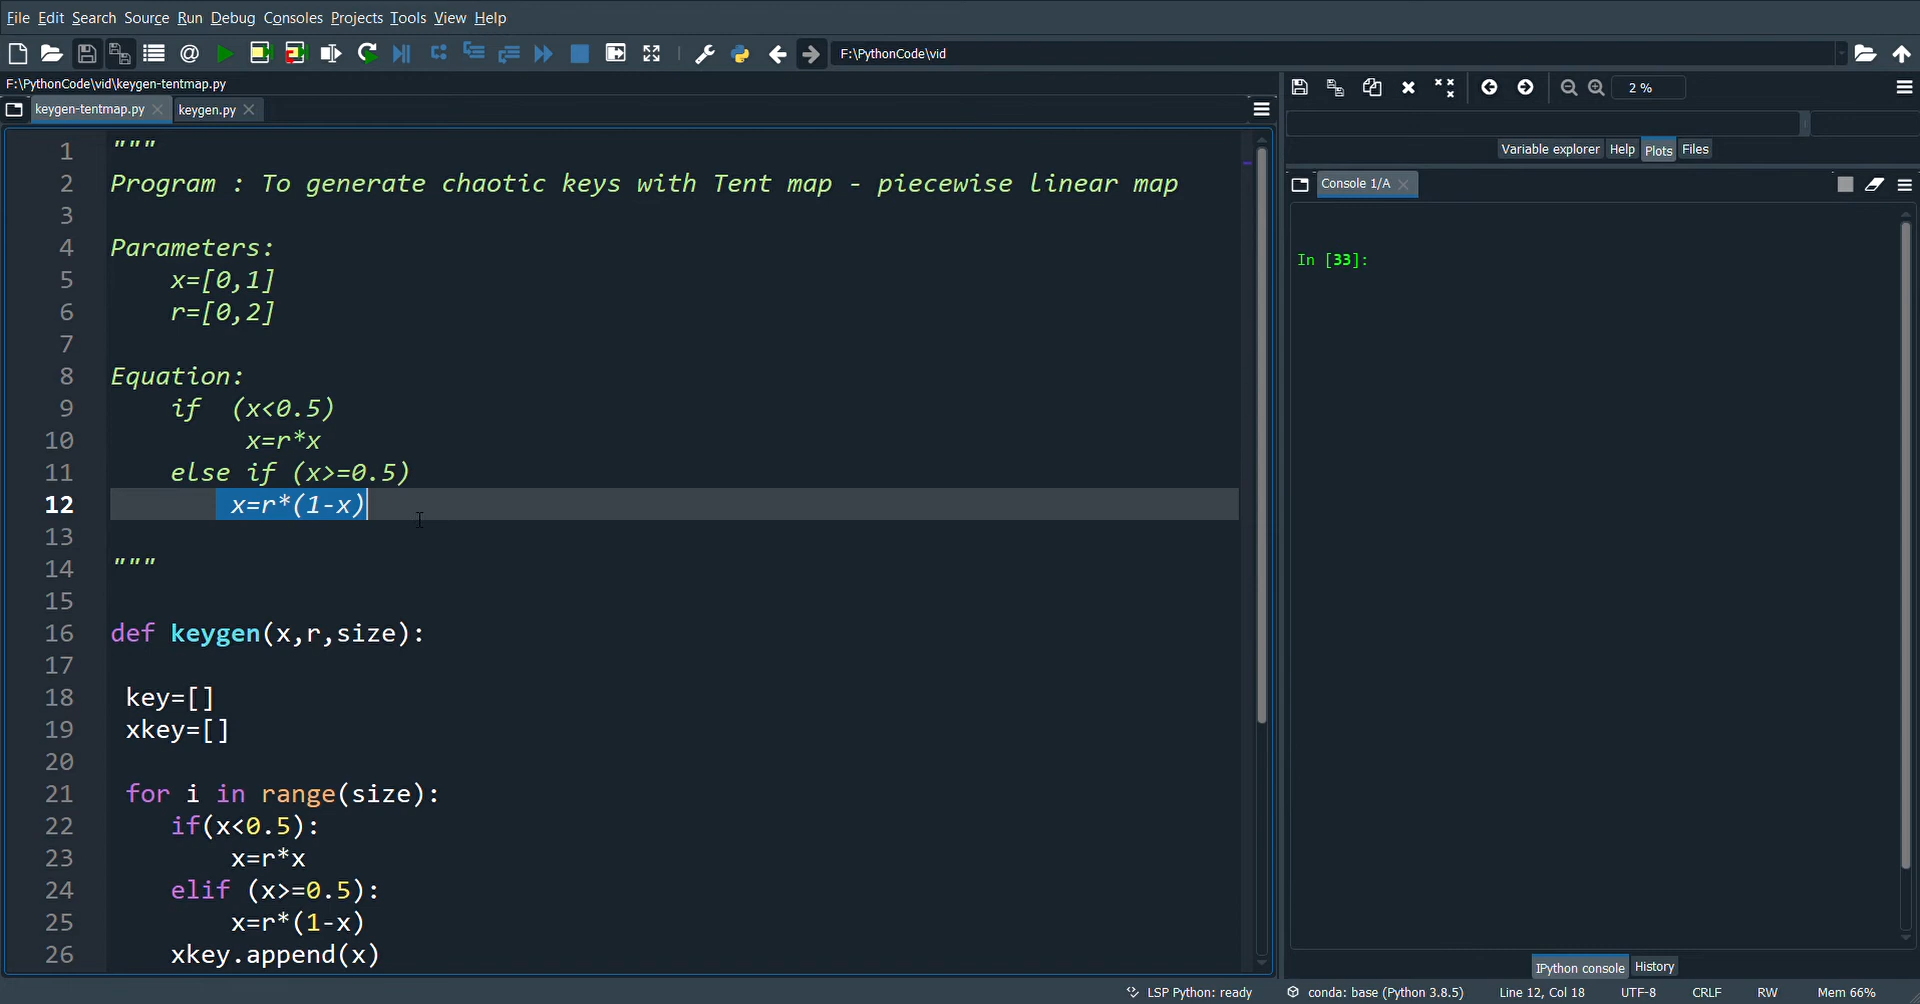 File Edit Search Source Run Debug Consoles Projects Tools View Help
F:\PythonCode\vid
F:\PythonCode\vid\keygen-tentmap.py
keygen-tentmap.py keygen.py
2 %
Variable explorer Help Plots Files
Console 1/A
In [33]:
1 """
2 Program : To generate chaotic keys with Tent map - piecewise linear map
3
4 Parameters:
5 x=[0,1]
6 r=[0,2]
7
8 Equation:
9 if (x<0.5)
10 x=r*x
11 else if (x>=0.5)
12 x=r*(1-x)
13
14 """
15
16 def keygen(x,r,size):
17
18 key=[]
19 xkey=[]
20
21 for i in range(size):
22 if(x<0.5):
23 x=r*x
24 elif (x>=0.5):
25 x=r*(1-x)
26 xkey.append(x)
IPython console History
LSP Python: ready conda: base (Python 3.8.5) Line 12, Col 18 UTF-8 CRLF RW Mem 66%